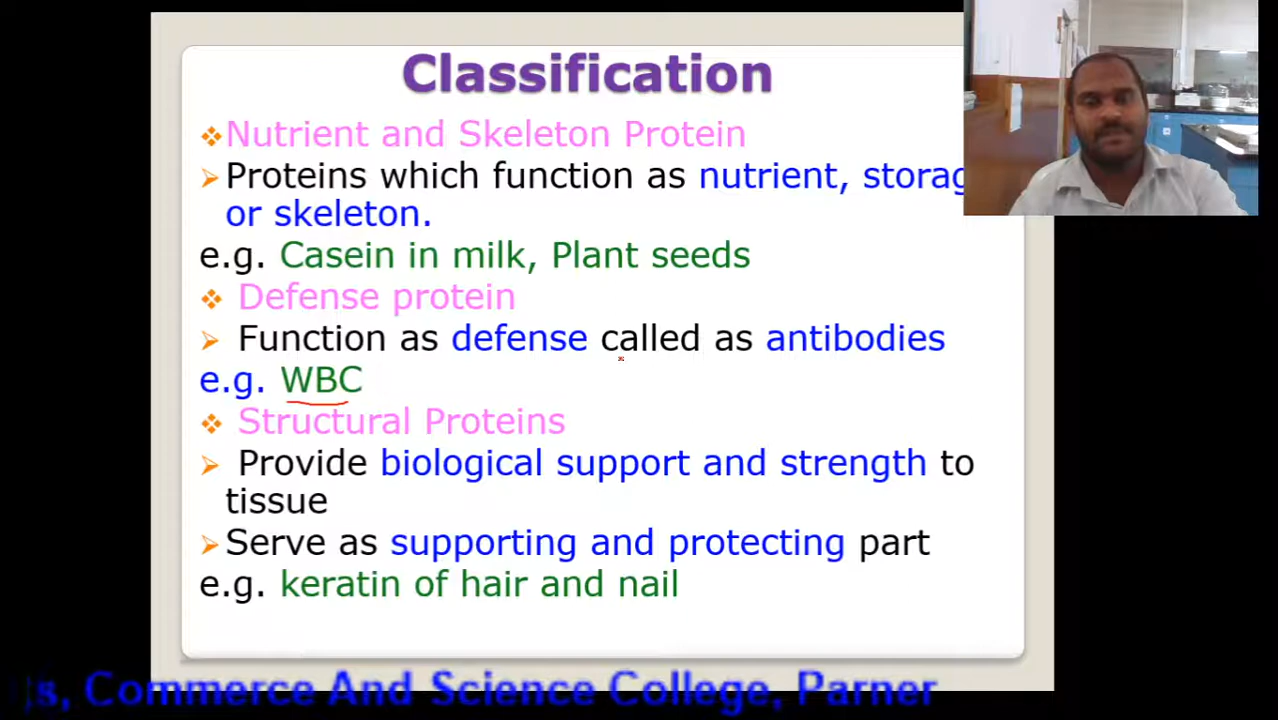 Classification
Nutrient and Skeleton Protein
Proteins which function as nutrient,
or skeleton.
e.g. Casein in milk, Plant seeds
Defense protein
Function as defense called as antibodies
e.g. WBC
Structural Proteins
Provide biological support and strength to
tissue
Serve as supporting and protecting part
e.g. keratin of hair and nail
Commerce And Science College, Parner